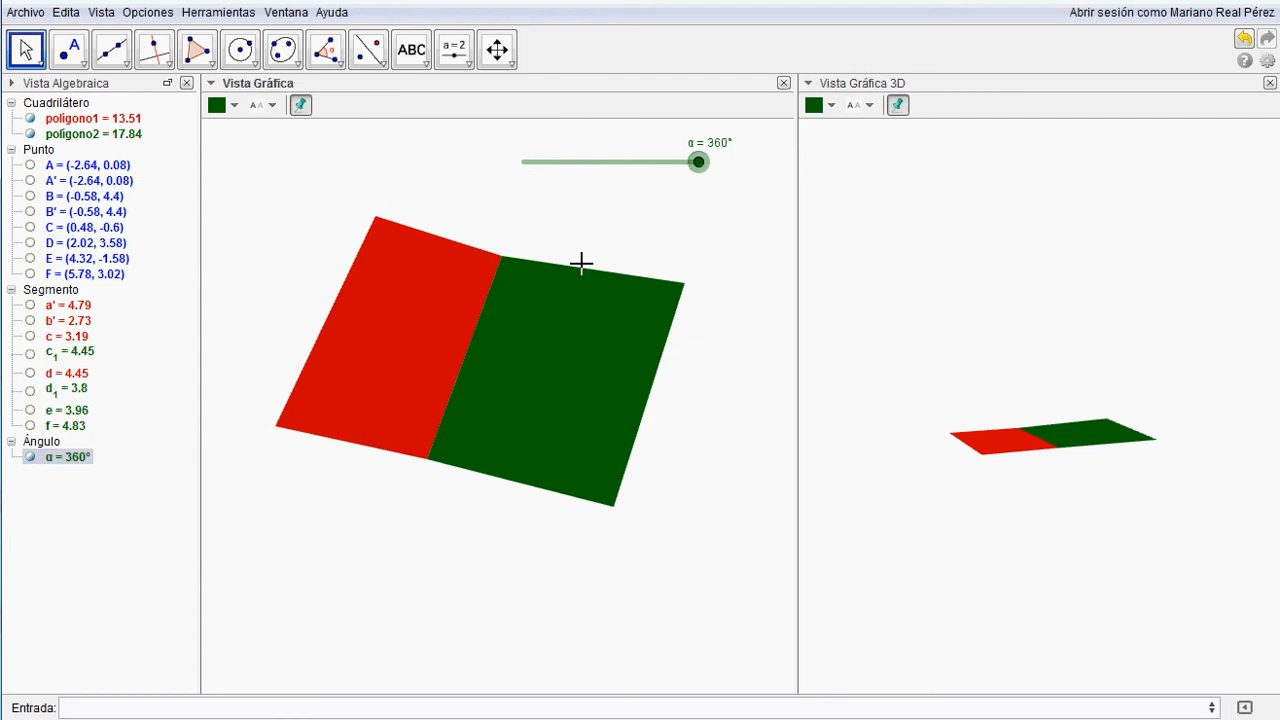 Archivo Edita Vista Opciones Herramientas Ventana Ayuda Abrir sesión como Mariano Real Pérez
A α ABC a=2
Vista Algebraica
Vista Gráfica
Vista Gráfica 3D
AA
AA
Cuadrilátero
polígono1 = 13.51
polígono2 = 17.84
Punto
A = (-2.64, 0.08)
A' = (-2.64, 0.08)
B = (-0.58, 4.4)
B' = (-0.58, 4.4)
C = (0.48, -0.6)
D = (2.02, 3.58)
E = (4.32, -1.58)
F = (5.78, 3.02)
Segmento
a' = 4.79
b' = 2.73
c = 3.19
c₁ = 4.45
d = 4.45
d₁ = 3.8
e = 3.96
f = 4.83
Ángulo
α = 360°
α = 360°
Entrada: